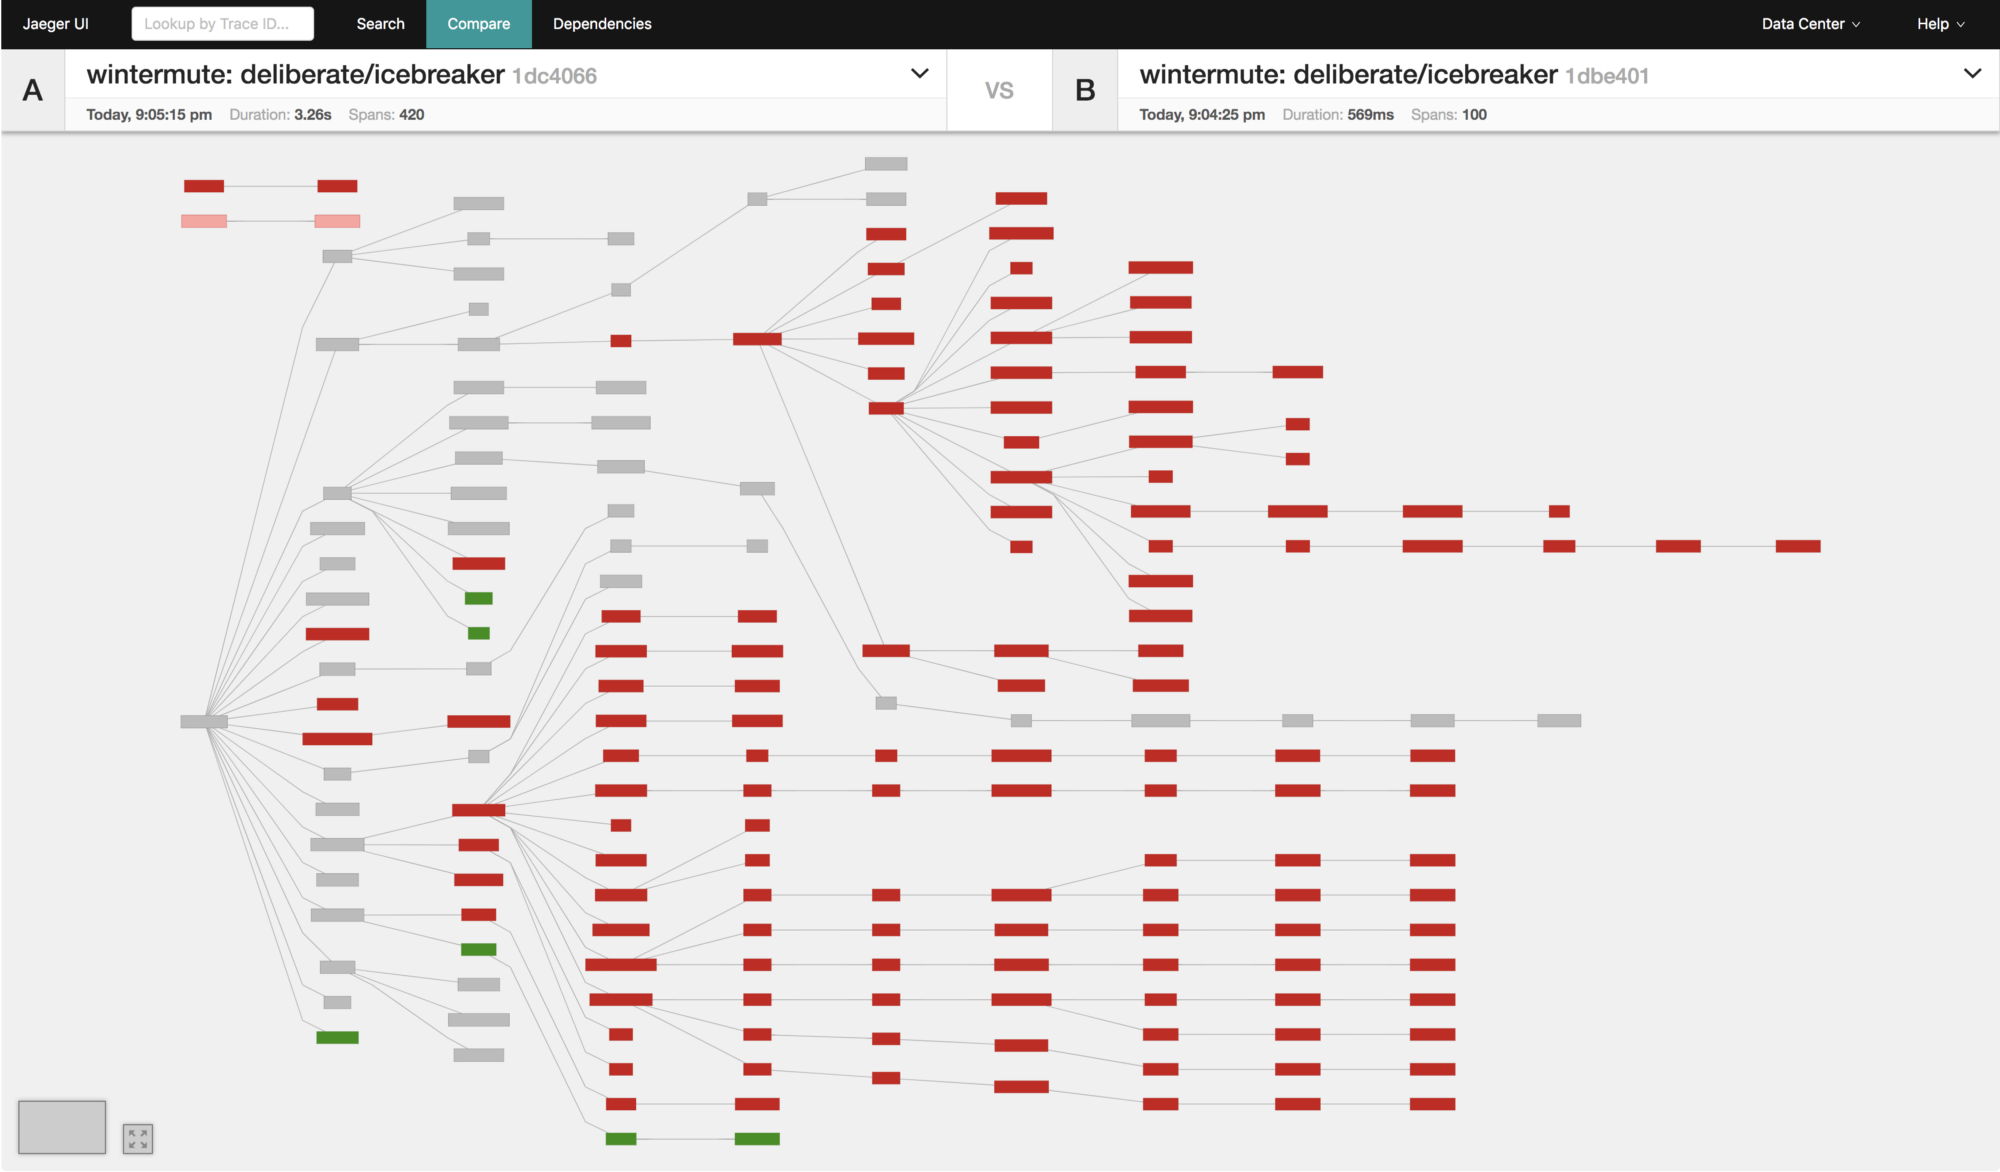 Jaeger UI Lookup by Trace ID... Search Compare Dependencies Data Center Help
A wintermute: deliberate/icebreaker 1dc4066 VS B wintermute: deliberate/icebreaker 1dbe401
Today, 9:05:15 pm Duration: 3.26s Spans: 420 Today, 9:04:25 pm Duration: 569ms Spans: 100